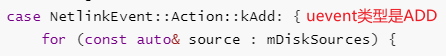 case NetlinkEvent::Action::kAdd: { uevent类型是ADD
for (const auto& source : mDiskSources) {